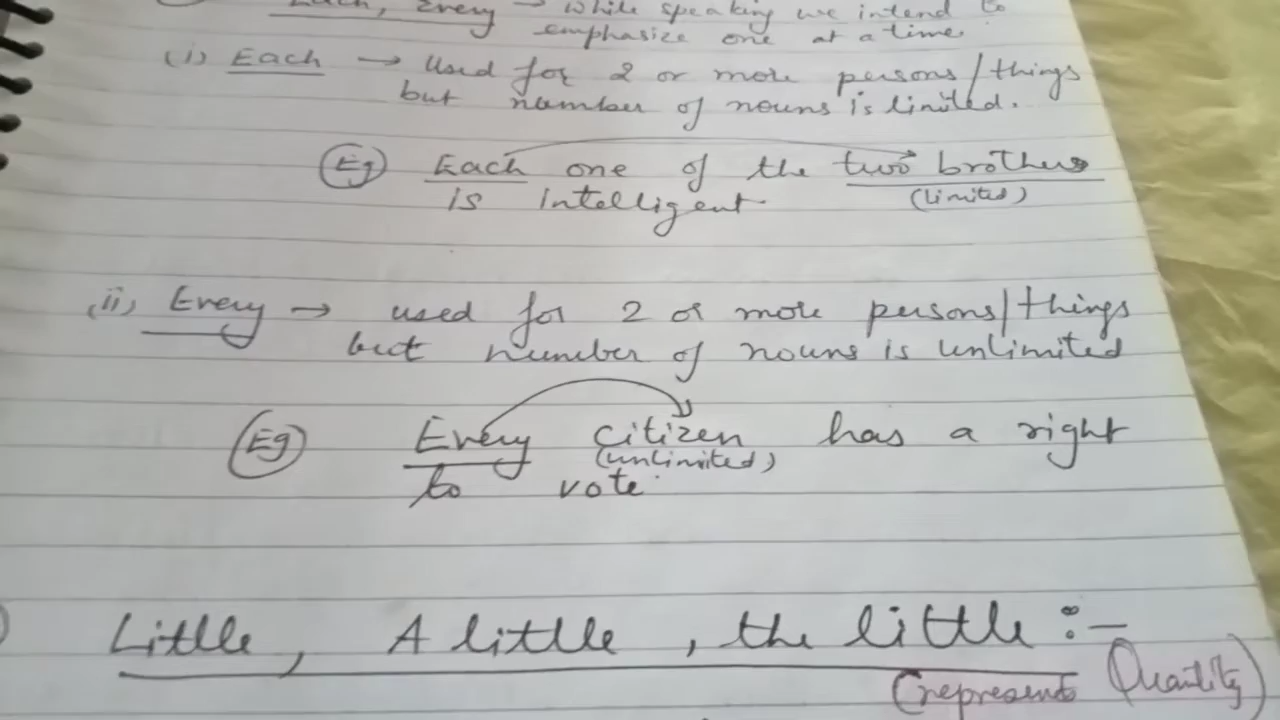 Each, Every → While speaking we intend to
emphasize one at a time.
(i) Each → Used for 2 or more persons/things
but number of nouns is limited.
Eg Each one of the two brothers
(limited)
is intelligent.
(ii) Every → used for 2 or more persons/things
but number of nouns is unlimited
Eg Every citizen has a right
(unlimited)
to vote.
Little, A little, the little :-
(represents Quantity)